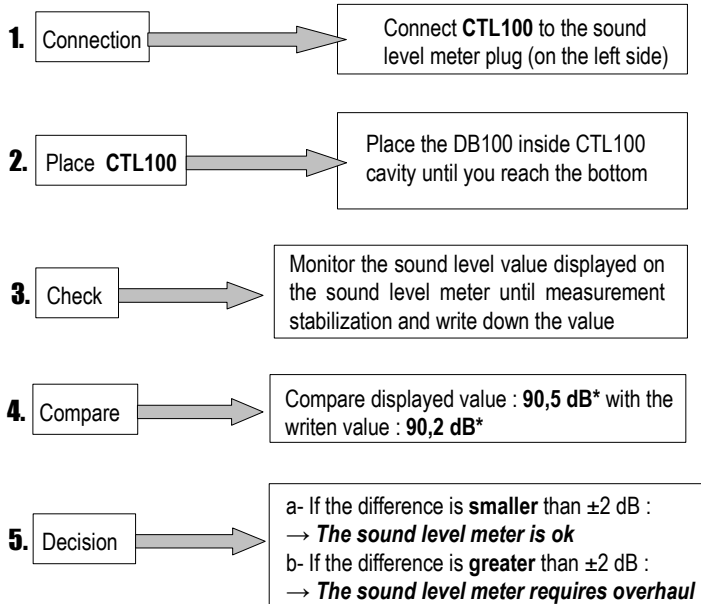 1. Connection
Connect CTL100 to the sound
level meter plug (on the left side)
2. Place CTL100
Place the DB100 inside CTL100
cavity until you reach the bottom
3. Check
Monitor the sound level value displayed on
the sound level meter until measurement
stabilization and write down the value
4. Compare
Compare displayed value : 90,5 dB* with the
writen value : 90,2 dB*
5. Decision
a- If the difference is smaller than ±2 dB :
→ The sound level meter is ok
b- If the difference is greater than ±2 dB :
→ The sound level meter requires overhaul